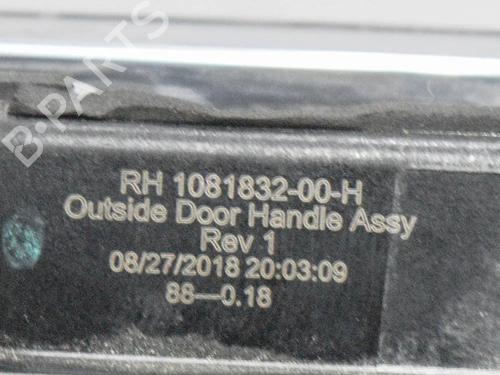 B-PARTS
RH 1081832-00-H
Outside Door Handle Assy
Rev 1
08/27/2018 20:03:09
88—0.18